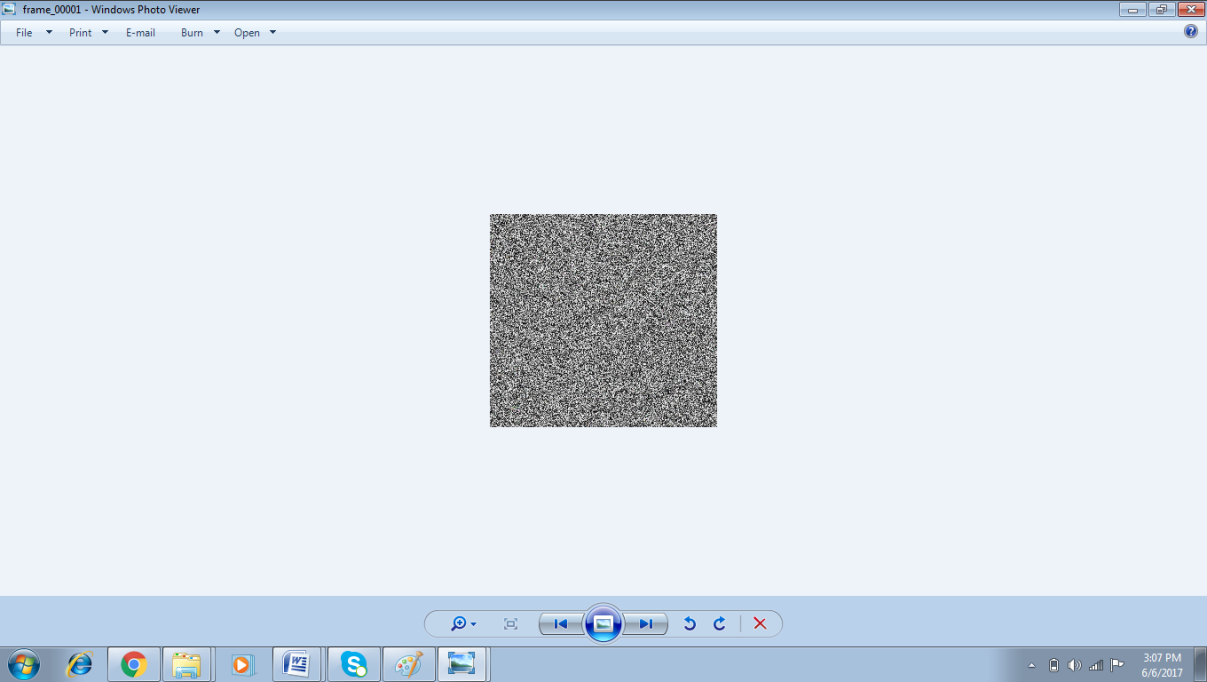 frame_00001 - Windows Photo Viewer
File Print E-mail Burn Open
3:07 PM
6/6/2017